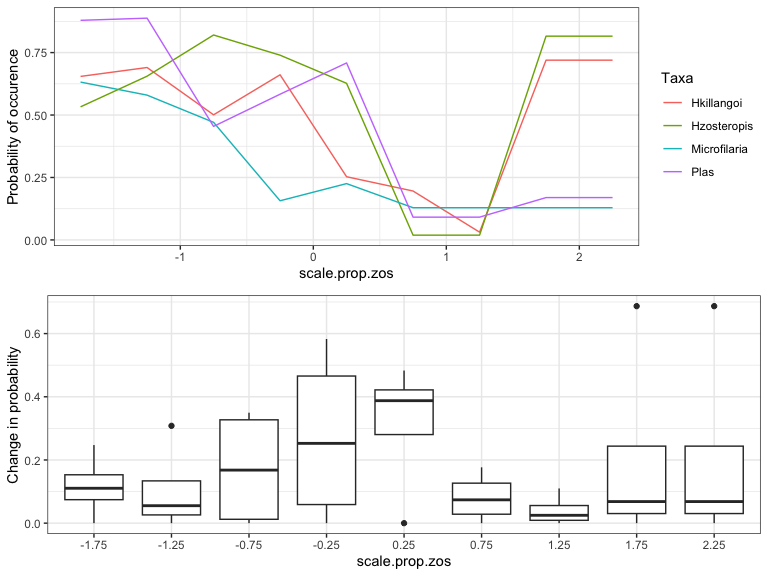 Probability of occurence
0.75
0.50
0.25
0.00
-1
0
1
2
scale.prop.zos
Taxa
Hkillangoi
Hzosteropis
Microfilaria
Plas
Change in probability
0.6
0.4
0.2
0.0
-1.75
-1.25
-0.75
-0.25
0.25
0.75
1.25
1.75
2.25
scale.prop.zos